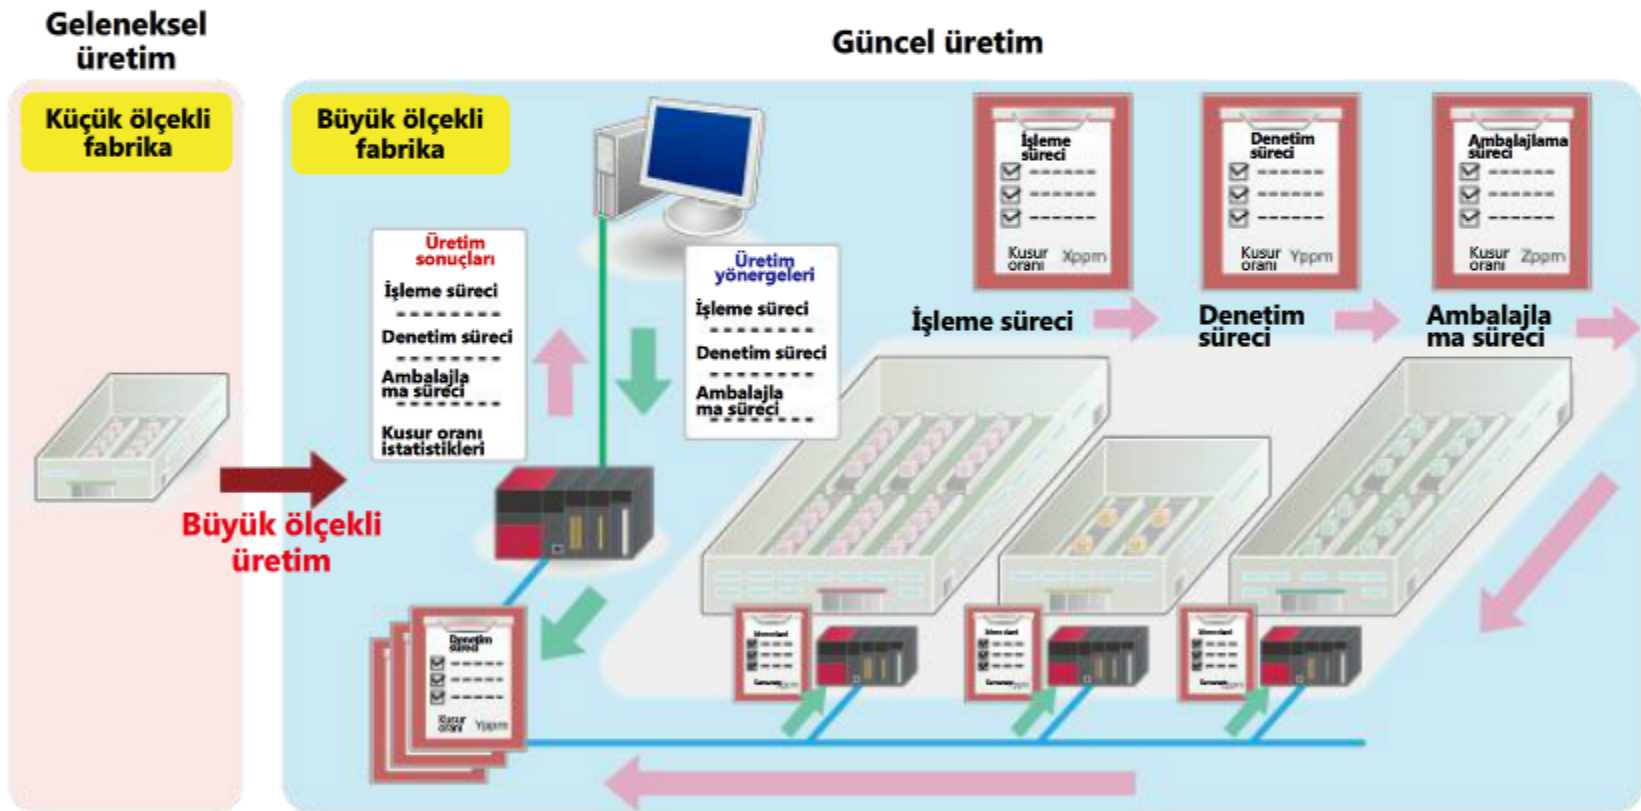 Geleneksel
üretim
Küçük ölçekli
fabrika
Güncel üretim
Büyük ölçekli
fabrika
Büyük ölçekli
üretim
Üretim
sonuçları
İşleme süreci
Denetim süreci
Ambalajla
ma süreci
Kusur oranı
istatistikleri
Üretim
yönergeleri
İşleme süreci
Denetim süreci
Ambalajla
ma süreci
İşleme
süreci
Kusur
oranı Xppm
Denetim
süreci
Kusur
oranı Yppm
Ambalajlama
süreci
Kusur
oranı Zppm
İşleme süreci
Denetim
süreci
Ambalajla
ma süreci
Denetim
süreci
Kusur
oranı Yppm